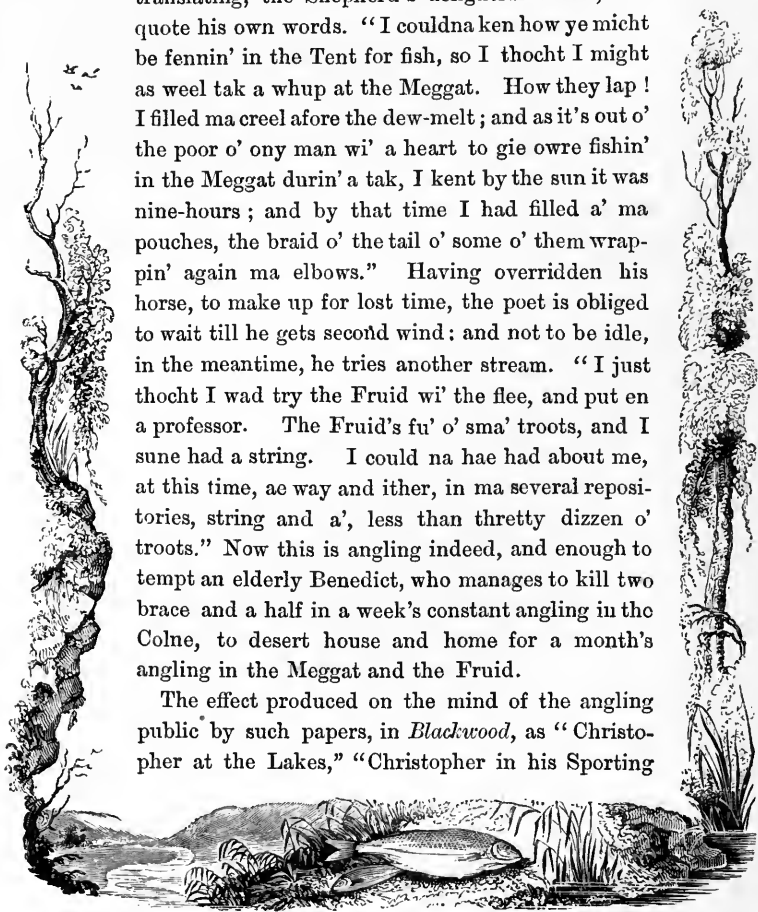 quote his own words. “I couldna ken how ye micht
be fennin’ in the Tent for fish, so I thocht I might
as weel tak a whup at the Meggat. How they lap !
I filled ma creel afore the dew-melt ; and as it’s out o’
the poor o’ ony man wi’ a heart to gie owre fishin’
in the Meggat durin’ a tak, I kent by the sun it was
nine-hours ; and by that time I had filled a’ ma
pouches, the braid o’ the tail o’ some o’ them wrap-
pin’ again ma elbows.” Having overridden his
horse, to make up for lost time, the poet is obliged
to wait till he gets second wind : and not to be idle,
in the meantime, he tries another stream. “I just
thocht I wad try the Fruid wi’ the flee, and put en
a professor. The Fruid’s fu’ o’ sma’ troots, and I
sune had a string. I could na hae had about me,
at this time, ae way and ither, in ma several reposi-
tories, string and a’, less than thretty dizzen o’
troots.” Now this is angling indeed, and enough to
tempt an elderly Benedict, who manages to kill two
brace and a half in a week’s constant angling in the
Colne, to desert house and home for a month’s
angling in the Meggat and the Fruid.
The effect produced on the mind of the angling
public by such papers, in Blackwood, as “Christo-
pher at the Lakes,” “Christopher in his Sporting